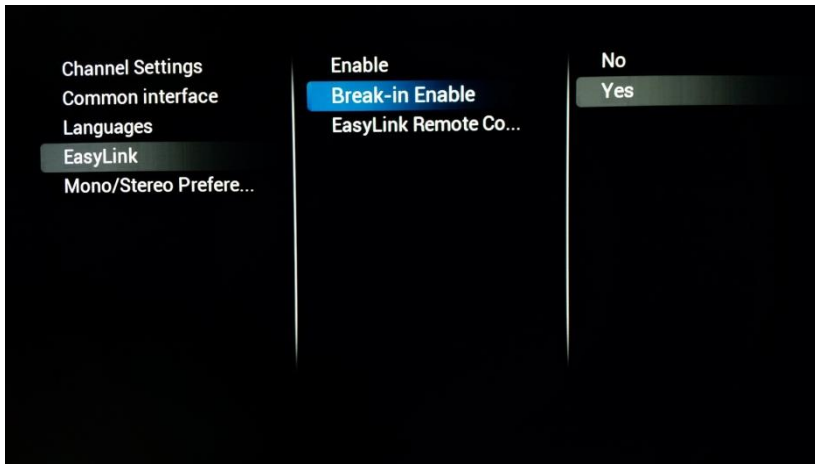 Channel Settings
Common interface
Languages
EasyLink
Mono/Stereo Prefere...
Enable
Break-in Enable
EasyLink Remote Co...
No
Yes